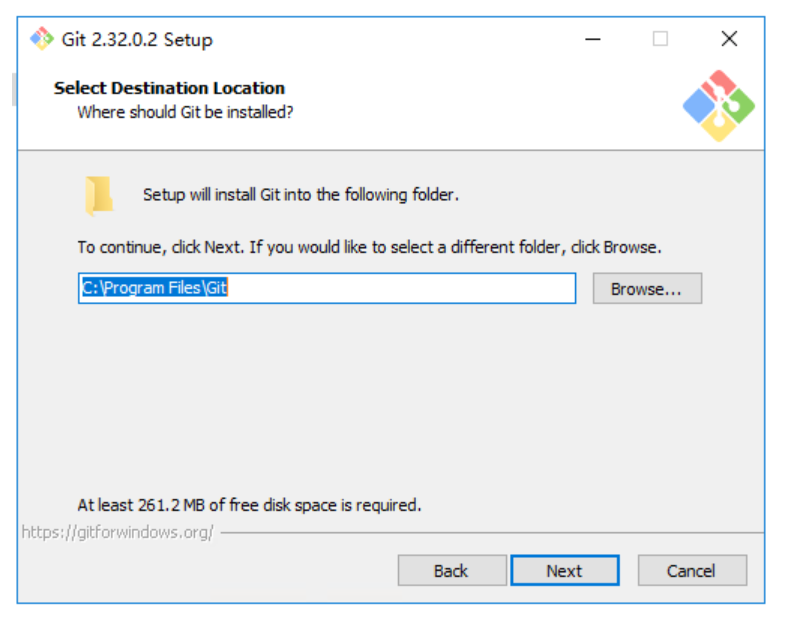 Git 2.32.0.2 Setup
Select Destination Location
Where should Git be installed?
Setup will install Git into the following folder.
To continue, click Next. If you would like to select a different folder, click Browse.
C:\Program Files\Git
Browse...
At least 261.2 MB of free disk space is required.
https://gitforwindows.org/
Back
Next
Cancel